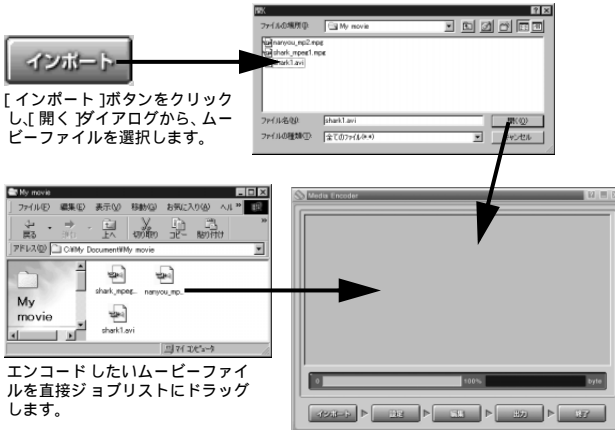 開く
ファイルの場所(I):
My movie
nanyou_mp2.mpg
shark_mpeg1.mpg
shark1.avi
ファイル名(N):
shark1.avi
開く(O)
ファイルの種類(T):
全てのファイル(*.*)
キャンセル
インポート
[インポート]ボタンをクリック
し、[開く]ダイアログから、ムー
ビーファイルを選択します。
My movie
ファイル(F) 編集(E) 表示(V) 移動(G) お気に入り(A) ヘル »
戻る
上へ 切り取り コピー 貼り付け »
アドレス(D) C:¥My Document¥My movie
My
movie
shark_mpeg... nanyou_mp...
shark1.avi
マイ コンピュータ
Media Encoder
0 100% byte
インポート 設定 編集 出力 終了
エンコードしたいムービーファイ
ルを直接ジョブリストにドラッグ
します。